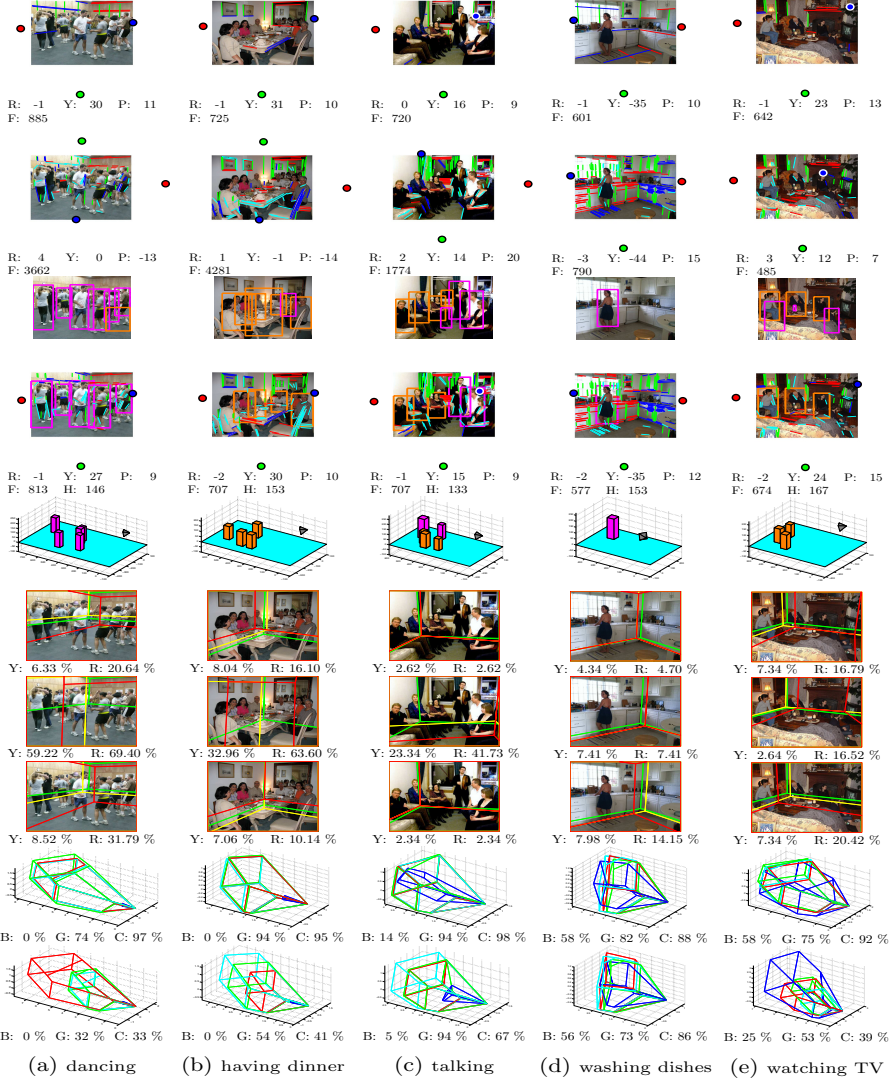 R: -1 Y: 30 P: 11 R: -1 Y: 31 P: 10 R: 0 Y: 16 P: 9 R: -1 Y: -35 P: 10 R: -1 Y: 23 P: 13
F: 885 F: 725 F: 720 F: 601 F: 642
R: 4 Y: 0 P: -13 R: 1 Y: -1 P: -14 R: 2 Y: 14 P: 20 R: -3 Y: -44 P: 15 R: 3 Y: 12 P: 7
F: 3662 F: 4281 F: 1774 F: 790 F: 485
R: -1 Y: 27 P: 9 R: -2 Y: 30 P: 10 R: -1 Y: 15 P: 9 R: -2 Y: -35 P: 12 R: -2 Y: 24 P: 15
F: 813 H: 146 F: 707 H: 153 F: 707 H: 133 F: 577 H: 153 F: 674 H: 167
Y: 6.33 % R: 20.64 % Y: 8.04 % R: 16.10 % Y: 2.62 % R: 2.62 % Y: 4.34 % R: 4.70 % Y: 7.34 % R: 16.79 %
Y: 59.22 % R: 69.40 % Y: 32.96 % R: 63.60 % Y: 23.34 % R: 41.73 % Y: 7.41 % R: 7.41 % Y: 2.64 % R: 16.52 %
Y: 8.52 % R: 31.79 % Y: 7.06 % R: 10.14 % Y: 2.34 % R: 2.34 % Y: 7.98 % R: 14.15 % Y: 7.34 % R: 20.42 %
B: 0 % G: 74 % C: 97 % B: 0 % G: 94 % C: 95 % B: 14 % G: 94 % C: 98 % B: 58 % G: 82 % C: 88 % B: 58 % G: 75 % C: 92 %
B: 0 % G: 32 % C: 33 % B: 0 % G: 54 % C: 41 % B: 5 % G: 94 % C: 67 % B: 56 % G: 73 % C: 86 % B: 25 % G: 53 % C: 39 %
(a) dancing (b) having dinner (c) talking (d) washing dishes (e) watching TV